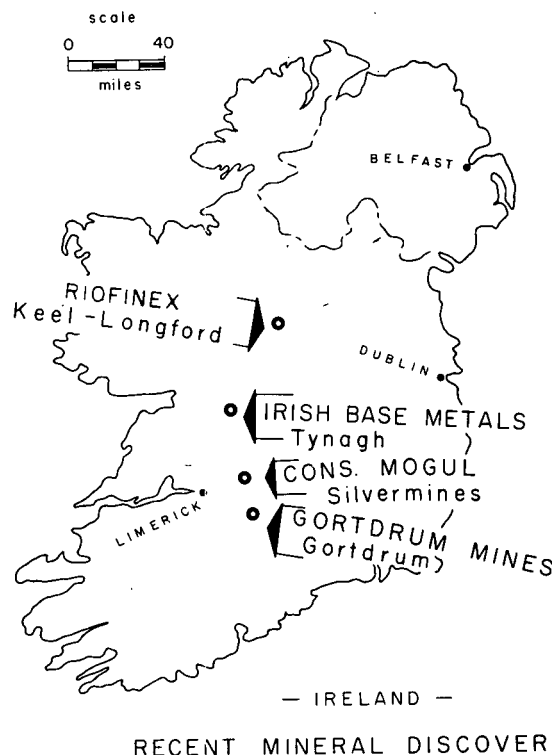 scale
0 40
miles
BELFAST
RIOFINEX
Keel-Longford
DUBLIN
IRISH BASE METALS
Tynagh
CONS. MOGUL
Silvermines
LIMERICK
GORTDRUM MINES
Gortdrum
— IRELAND —
RECENT MINERAL DISCOVER